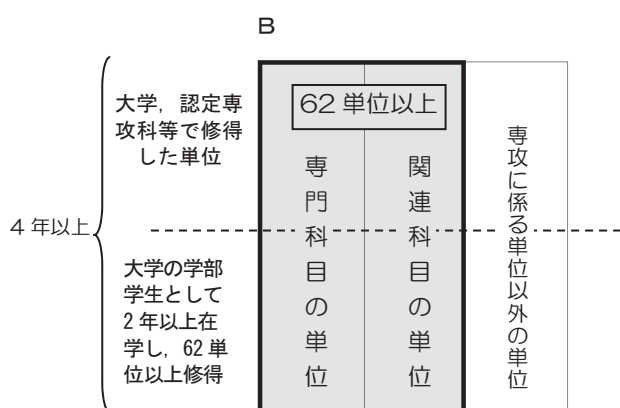 B
大学，認定専
攻科等で修得
した単位
62 単位以上
4 年以上
大学の学部
学生として
2 年以上在
学し，62 単
位以上修得
専門科目の単位
関連科目の単位
専攻に係る単位以外の単位